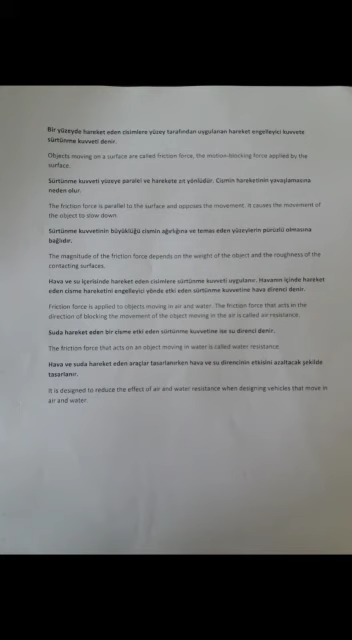 Bir yüzeyde hareket eden cisimlere yüzey tarafından uygulanan hareket engelleyici kuvvete
sürtünme kuvveti denir.
Objects moving on a surface are called friction force, the motion-blocking force applied by the
surface.
Sürtünme kuvveti yüzeye paralel ve harekete zıt yönlüdür. Cismin hareketinin yavaşlamasına
neden olur.
The friction force is parallel to the surface and opposes the movement. It causes the movement of
the object to slow down.
Sürtünme kuvvetinin büyüklüğü cismin ağırlığına ve temas eden yüzeylerin pürüzlü olmasına
bağlıdır.
The magnitude of the friction force depends on the weight of the object and the roughness of the
contacting surfaces.
Hava ve su içerisinde hareket eden cisimlere sürtünme kuvveti uygulanır. Havanın içinde hareket
eden cisme hareketini engelleyici yönde etki eden sürtünme kuvvetine hava direnci denir.
Friction force is applied to objects moving in air and water. The friction force that acts in the
direction of blocking the movement of the object moving in the air is called air resistance.
Suda hareket eden bir cisme etki eden sürtünme kuvvetine ise su direnci denir.
The friction force that acts on an object moving in water is called water resistance.
Hava ve suda hareket eden araçlar tasarlanırken hava ve su direncinin etkisini azaltacak şekilde
tasarlanır.
It is designed to reduce the effect of air and water resistance when designing vehicles that move in
air and water.